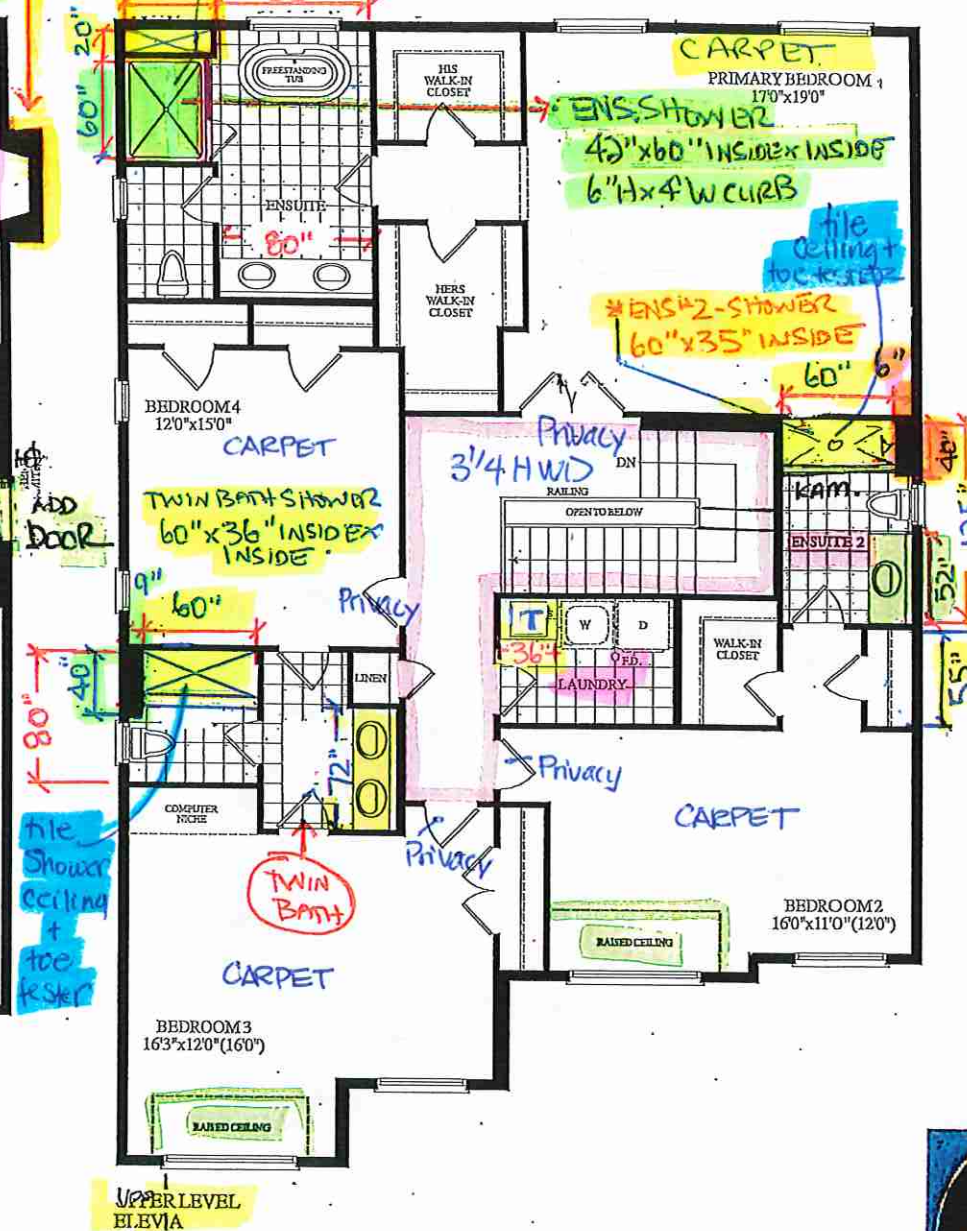 20"
60"
FREESTANDING
TUB
HIS
WALK-IN
CLOSET
CARPET
PRIMARY BEDROOM
17'0"x19'0"
ENS. SHOWER
42"x60" INSIDEXINSIDE
6"Hx4"W CURB
ENSUITE
80"
HERS
WALK-IN
CLOSET
tile
ceiling +
toe tester
*ENS#2-SHOWER
60"x35" INSIDE
60"
6"
BEDROOM 4
12'0"x15'0"
CARPET
Privacy
3 1/4 HWD
DN
RAILING
OPEN TO BELOW
40"
KAM.
ENSUITE 2
52"
ADD
DOOR
TWIN BATH SHOWER
60"x36" INSIDEX
INSIDE
9"
60"
Privacy
1T
W
D
36"
F.D.
LAUNDRY
WALK-IN
CLOSET
55"
40"
80"
LINEN
72"
Privacy
COMPUTER
NICHE
CARPET
Privacy
tile
Shower
ceiling
+
toe
tester
TWIN
BATH
BEDROOM 2
16'0"x11'0"(12'0")
RAISED CEILING
CARPET
BEDROOM 3
16'3"x12'0"(16'0")
RAISED CEILING
UPPER LEVEL
ELEV A